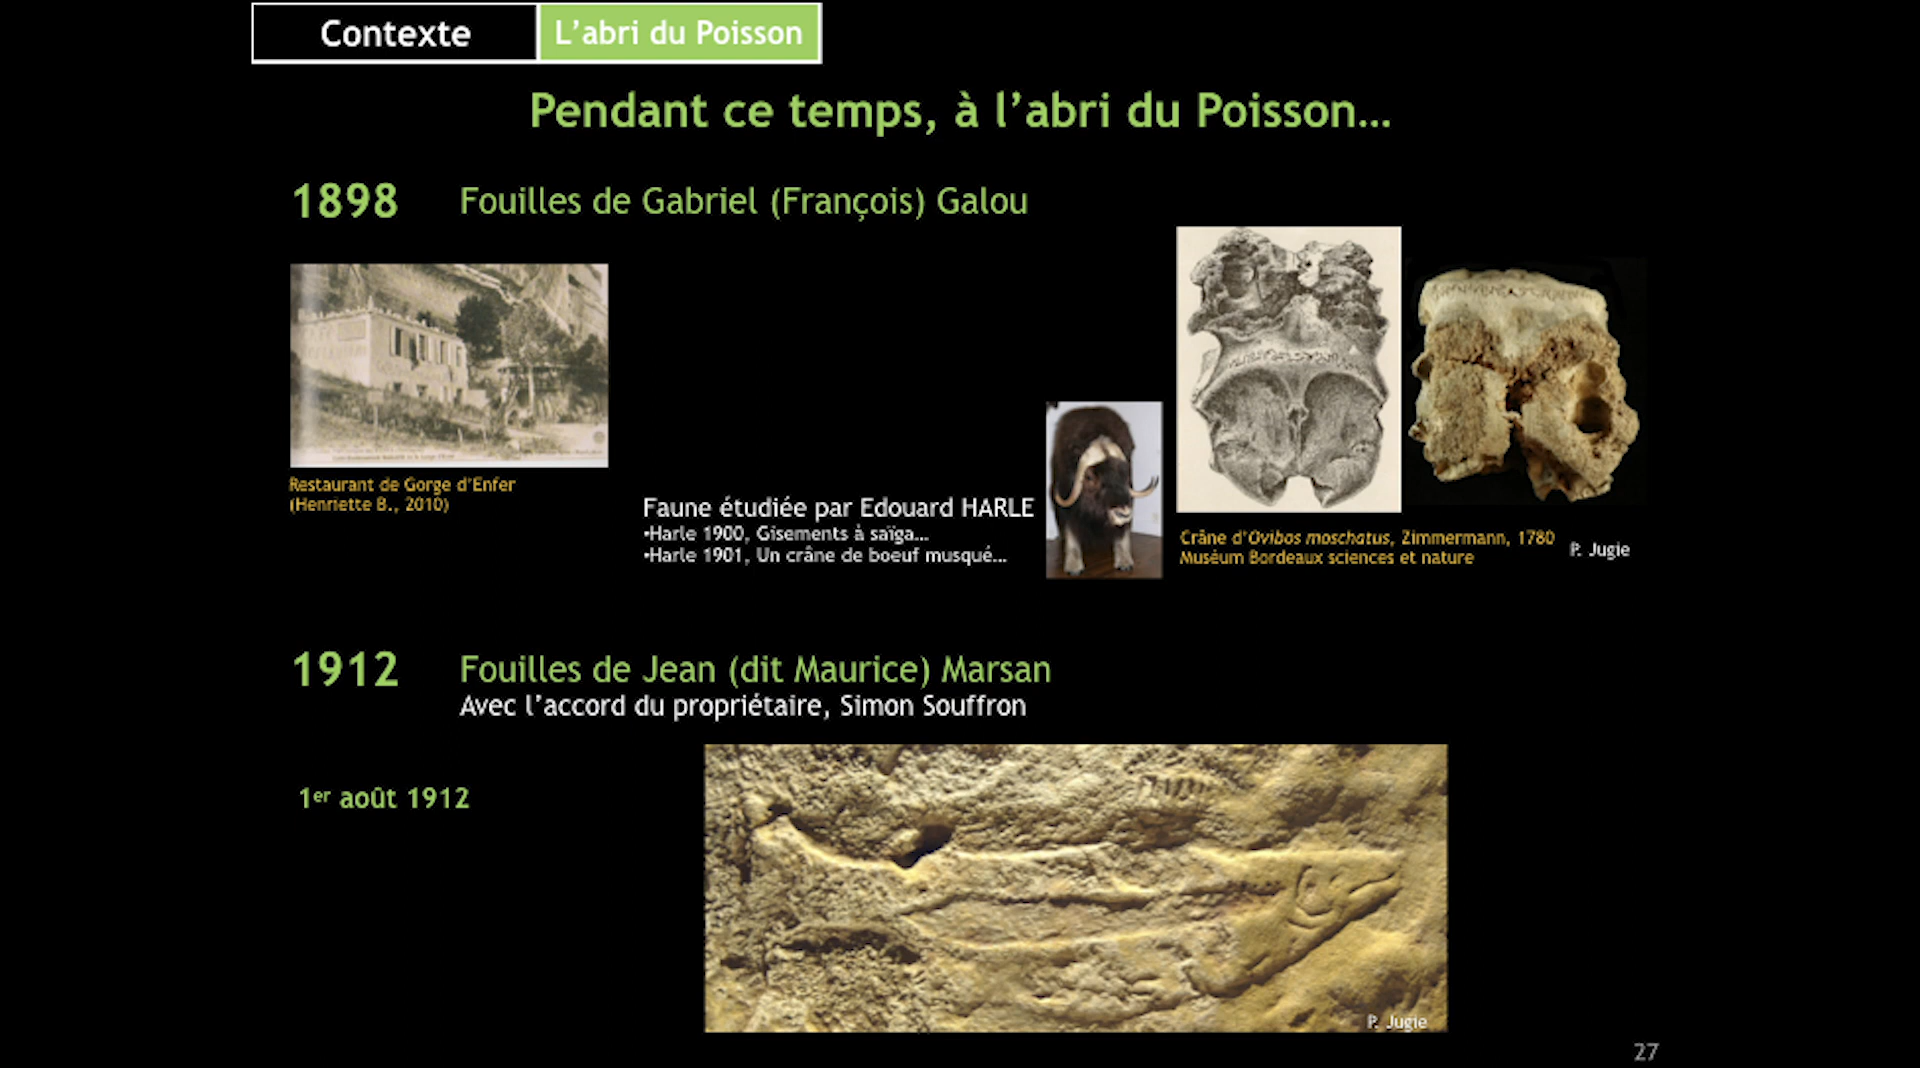 Contexte
L'abri du Poisson
Pendant ce temps, à l'abri du Poisson...
1898
Fouilles de Gabriel (François) Galou
Restaurant de Gorge d'Enfer
(Henriette B., 2010)
Faune étudiée par Edouard HARLE
•Harle 1900, Gisements à saïga...
•Harle 1901, Un crâne de boeuf musqué...
Crâne d'Ovibos moschatus, Zimmermann, 1780
Muséum Bordeaux sciences et nature
P. Jugie
1912
Fouilles de Jean (dit Maurice) Marsan
Avec l'accord du propriétaire, Simon Souffron
1er août 1912
P. Jugie
27